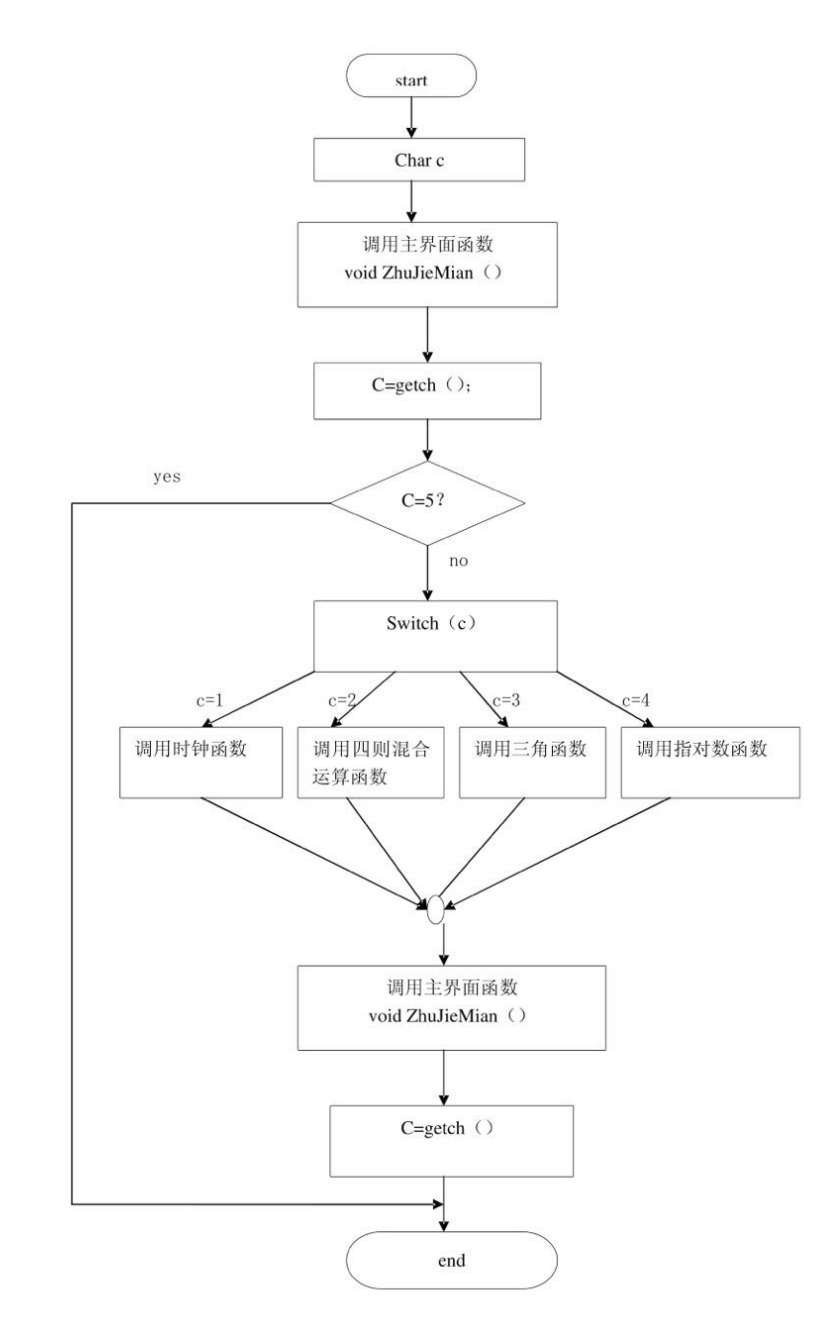 start
Char c
调用主界面函数
void ZhuJieMian（）
C=getch（）;
yes
C=5?
no
Switch（c）
c=1
c=2
c=3
c=4
调用时钟函数
调用四则混合
运算函数
调用三角函数
调用指对数函数
调用主界面函数
void ZhuJieMian（）
C=getch（）
end